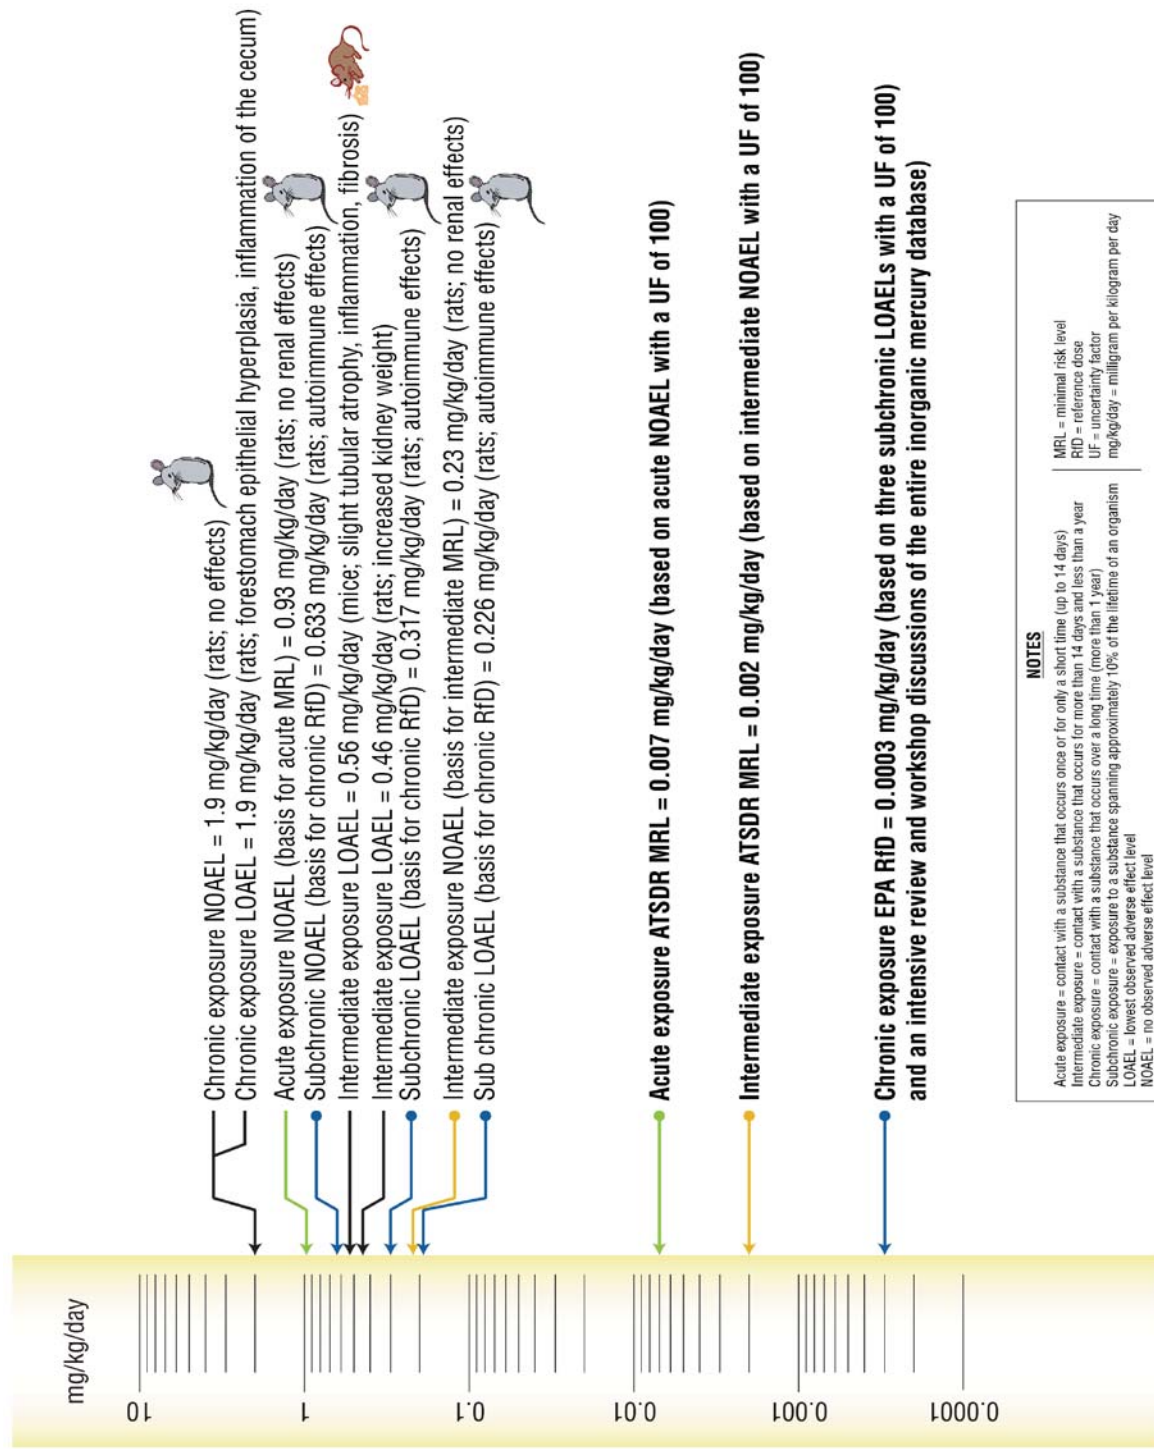 mg/kg/day
10
1
0.1
0.01
0.001
0.0001
Chronic exposure NOAEL = 1.9 mg/kg/day (rats; no effects)
Chronic exposure LOAEL = 1.9 mg/kg/day (rats; forestomach epithelial hyperplasia, inflammation of the cecum)
Acute exposure NOAEL (basis for acute MRL) = 0.93 mg/kg/day (rats; no renal effects)
Subchronic NOAEL (basis for chronic RfD) = 0.633 mg/kg/day (rats; autoimmune effects)
Intermediate exposure LOAEL = 0.56 mg/kg/day (mice; slight tubular atrophy, inflammation, fibrosis)
Intermediate exposure LOAEL = 0.46 mg/kg/day (rats; increased kidney weight)
Subchronic LOAEL (basis for chronic RfD) = 0.317 mg/kg/day (rats; autoimmune effects)
Intermediate exposure NOAEL (basis for intermediate MRL) = 0.23 mg/kg/day (rats; no renal effects)
Sub chronic LOAEL (basis for chronic RfD) = 0.226 mg/kg/day (rats; autoimmune effects)
Acute exposure ATSDR MRL = 0.007 mg/kg/day (based on acute NOAEL with a UF of 100)
Intermediate exposure ATSDR MRL = 0.002 mg/kg/day (based on intermediate NOAEL with a UF of 100)
Chronic exposure EPA RfD = 0.0003 mg/kg/day (based on three subchronic LOAELs with a UF of 100)
and an intensive review and workshop discussions of the entire inorganic mercury database)
NOTES
Acute exposure = contact with a substance that occurs once or for only a short time (up to 14 days)
Intermediate exposure = contact with a substance that occurs for more than 14 days and less than a year
Chronic exposure = contact with a substance that occurs over a long time (more than 1 year)
Subchronic exposure = exposure to a substance spanning approximately 10% of the lifetime of an organism
LOAEL = lowest observed adverse effect level
NOAEL = no observed adverse effect level
MRL = minimal risk level
RfD = reference dose
UF = uncertainty factor
mg/kg/day = milligram per kilogram per day